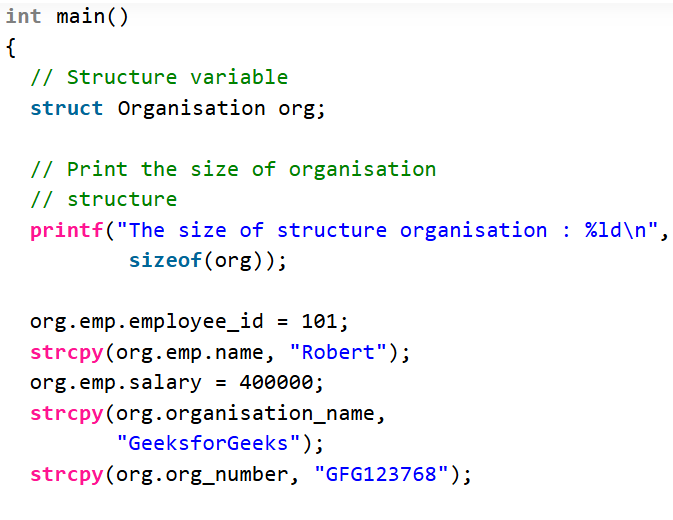 int main()
{
// Structure variable
struct Organisation org;
// Print the size of organisation
// structure
printf("The size of structure organisation : %ld\n",
sizeof(org));
org.emp.employee_id = 101;
strcpy(org.emp.name, "Robert");
org.emp.salary = 400000;
strcpy(org.organisation_name,
"GeeksforGeeks");
strcpy(org.org_number, "GFG123768");